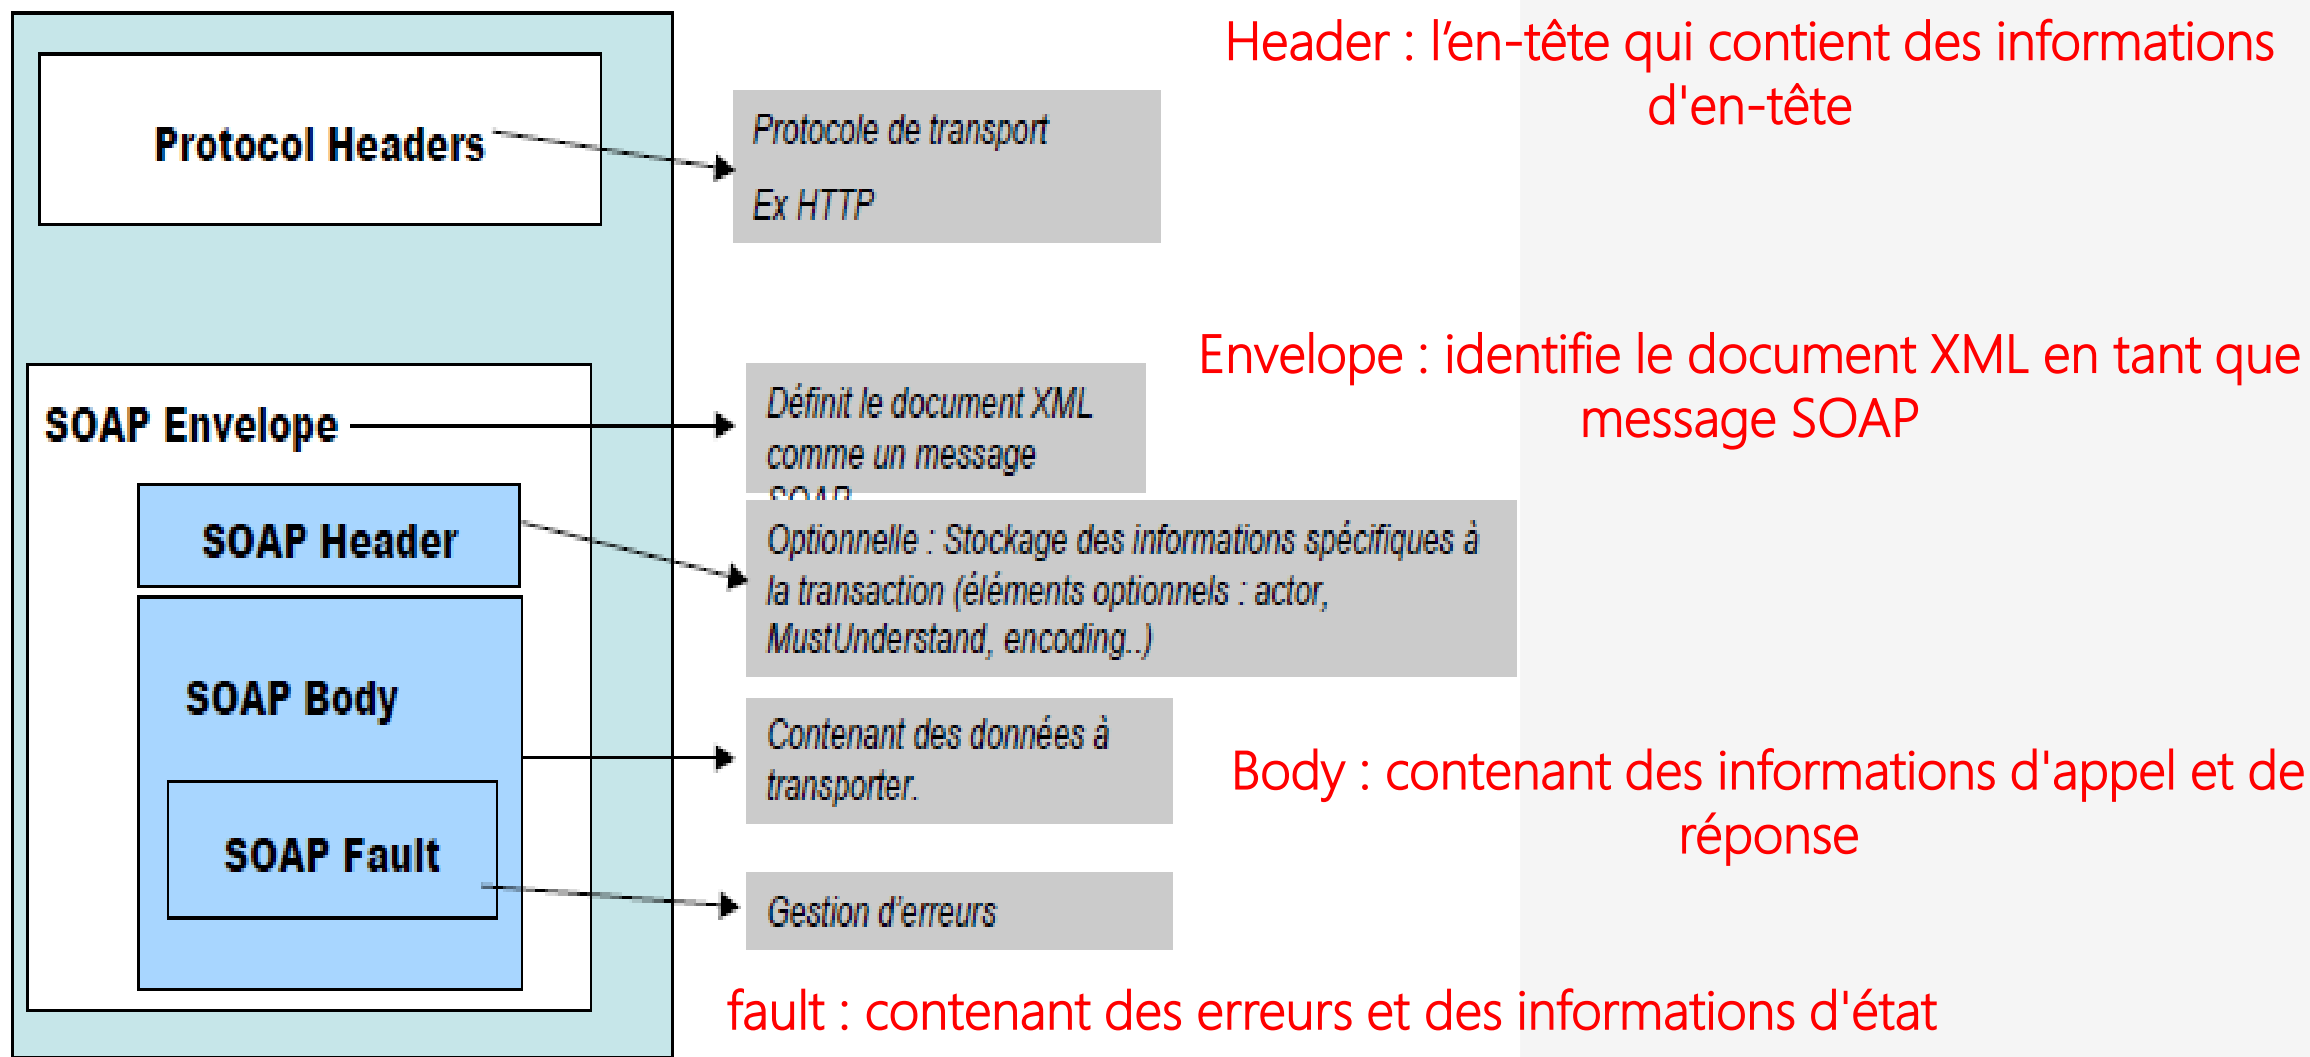 Header : l'en-tête qui contient des informations
d'en-tête
Protocol Headers
Protocole de transport
Ex HTTP
Envelope : identifie le document XML en tant que
message SOAP
SOAP Envelope
Définit le document XML
comme un message
SOAP
SOAP Header
Optionnelle : Stockage des informations spécifiques à
la transaction (éléments optionnels : actor,
MustUnderstand, encoding..)
SOAP Body
Contenant des données à
transporter.
Body : contenant des informations d'appel et de
réponse
SOAP Fault
Gestion d'erreurs
fault : contenant des erreurs et des informations d'état